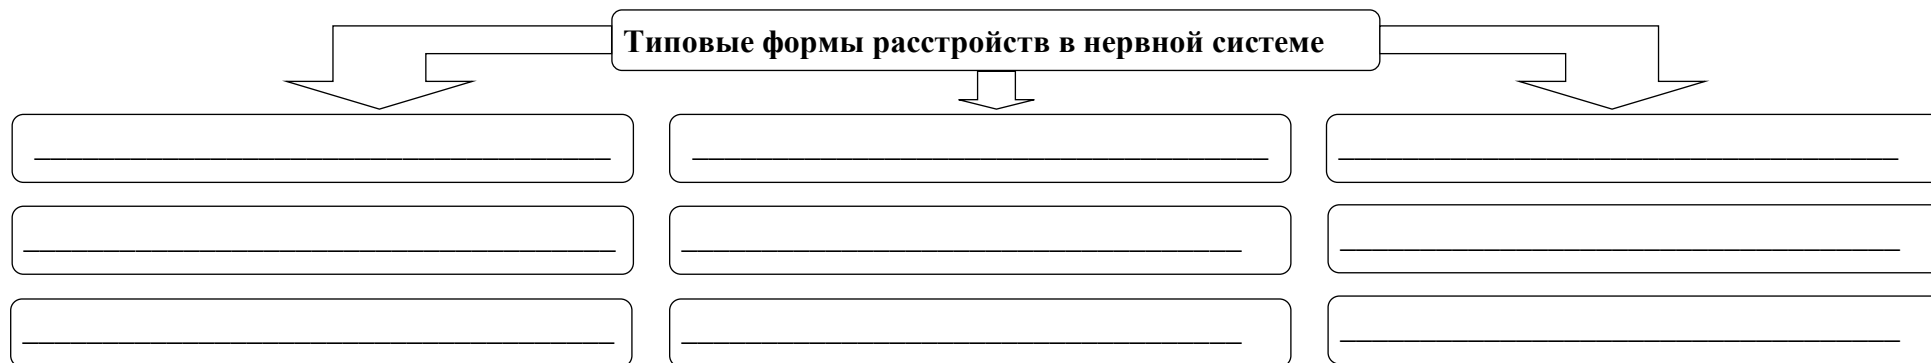 Типовые формы расстройств в нервной системе